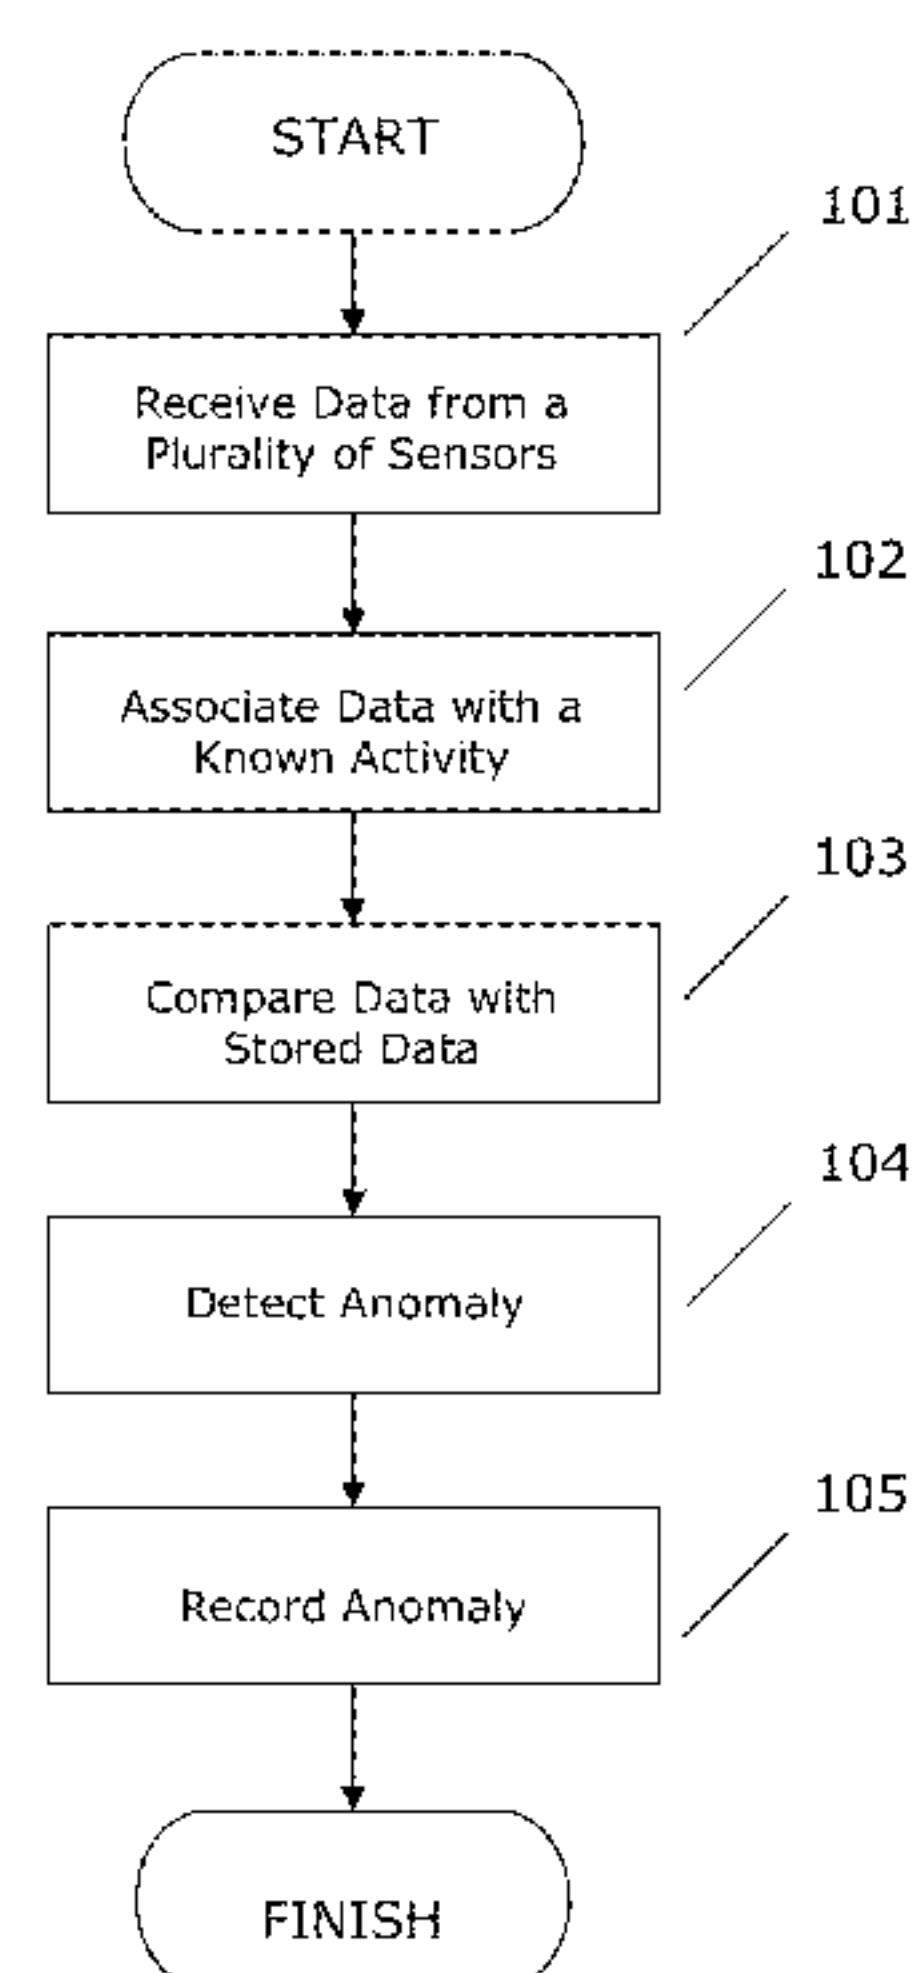 START
101
Receive Data from a
Plurality of Sensors
102
Associate Data with a
Known Activity
103
Compare Data with
Stored Data
104
Detect Anomaly
105
Record Anomaly
FINISH